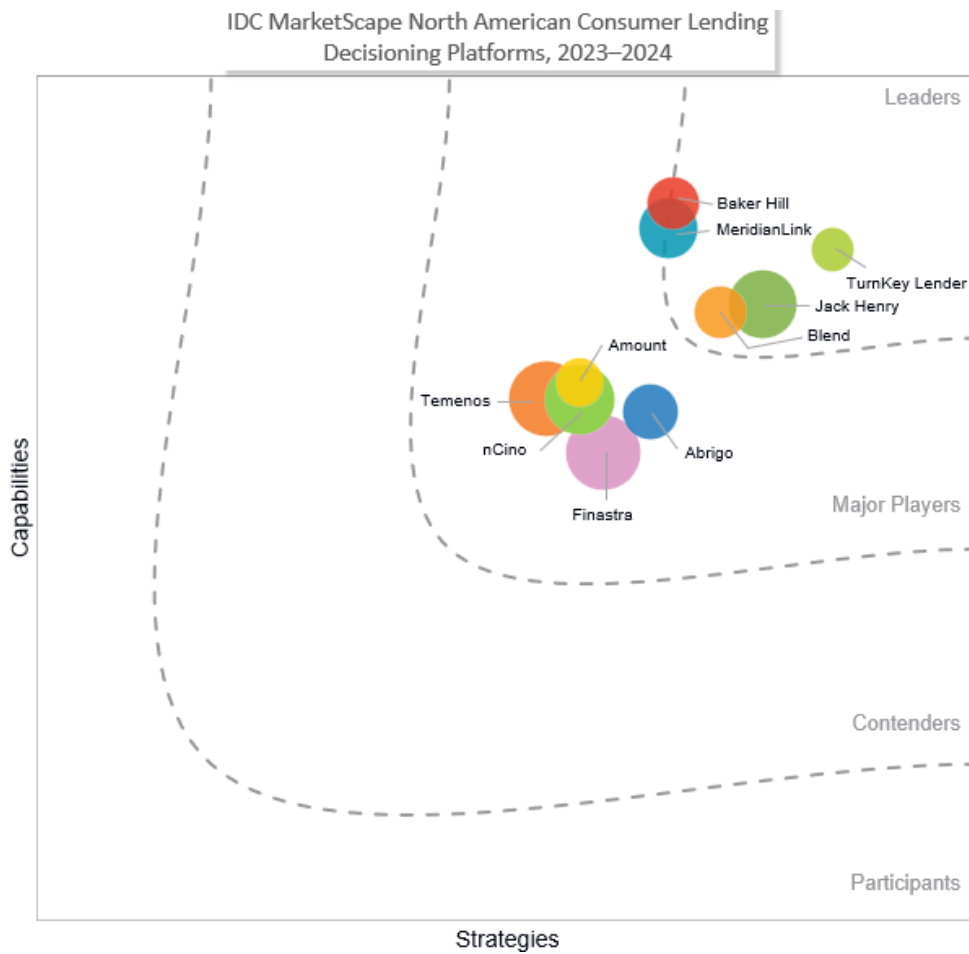 IDC MarketScape North American Consumer Lending
Decisioning Platforms, 2023–2024
Leaders
Baker Hill
MeridianLink
TurnKey Lender
Jack Henry
Blend
Amount
Temenos
nCino
Abrigo
Finastra
Major Players
Capabilities
Contenders
Participants
Strategies